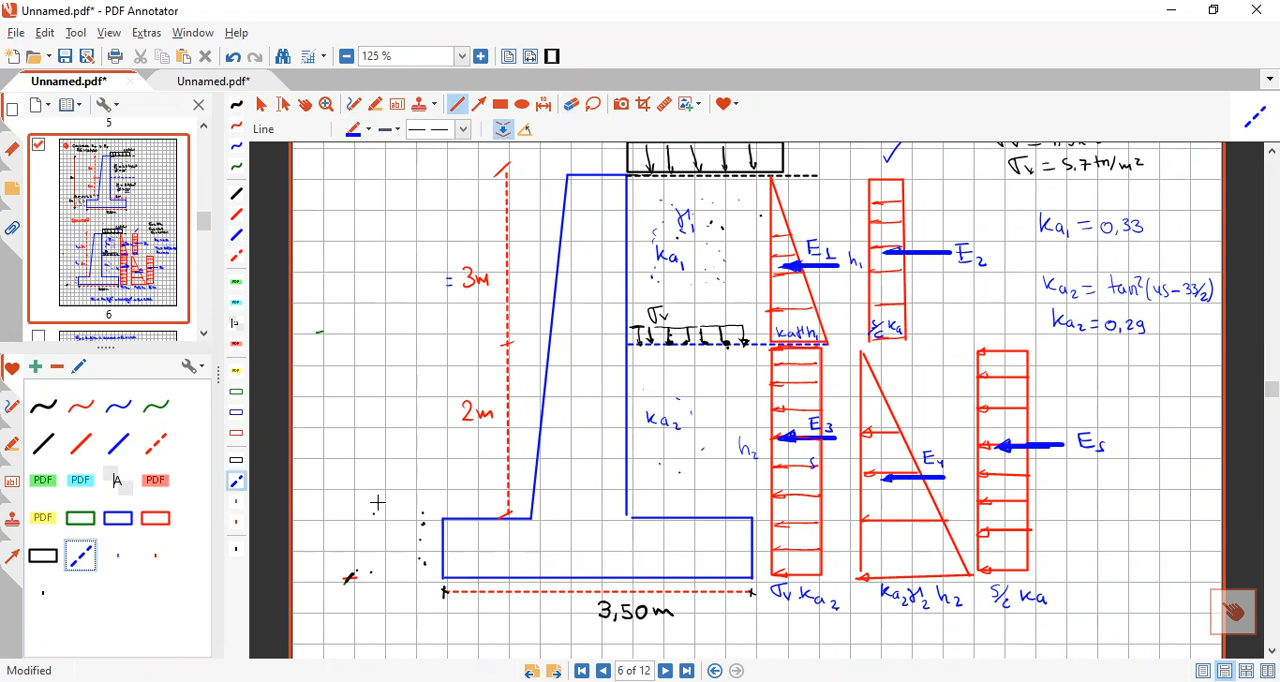 Unnamed.pdf* - PDF Annotator
File Edit Tool View Extras Window Help
125 %
Unnamed.pdf* Unnamed.pdf*
Line
5
6
σv = 5.7 tn/m²
γ1
ka1
E1
h1
E2
ka1 = 0,33
= 3m
ka2 = tan²(45-33/2)
ka2 = 0,29
σv
ka γ h1
s/c ka
2m
ka2
h2
E3
E4
E5
σv ka2
ka2 γ2 h2
s/c ka
3,50m
PDF PDF A PDF
PDF
Modified
6 of 12